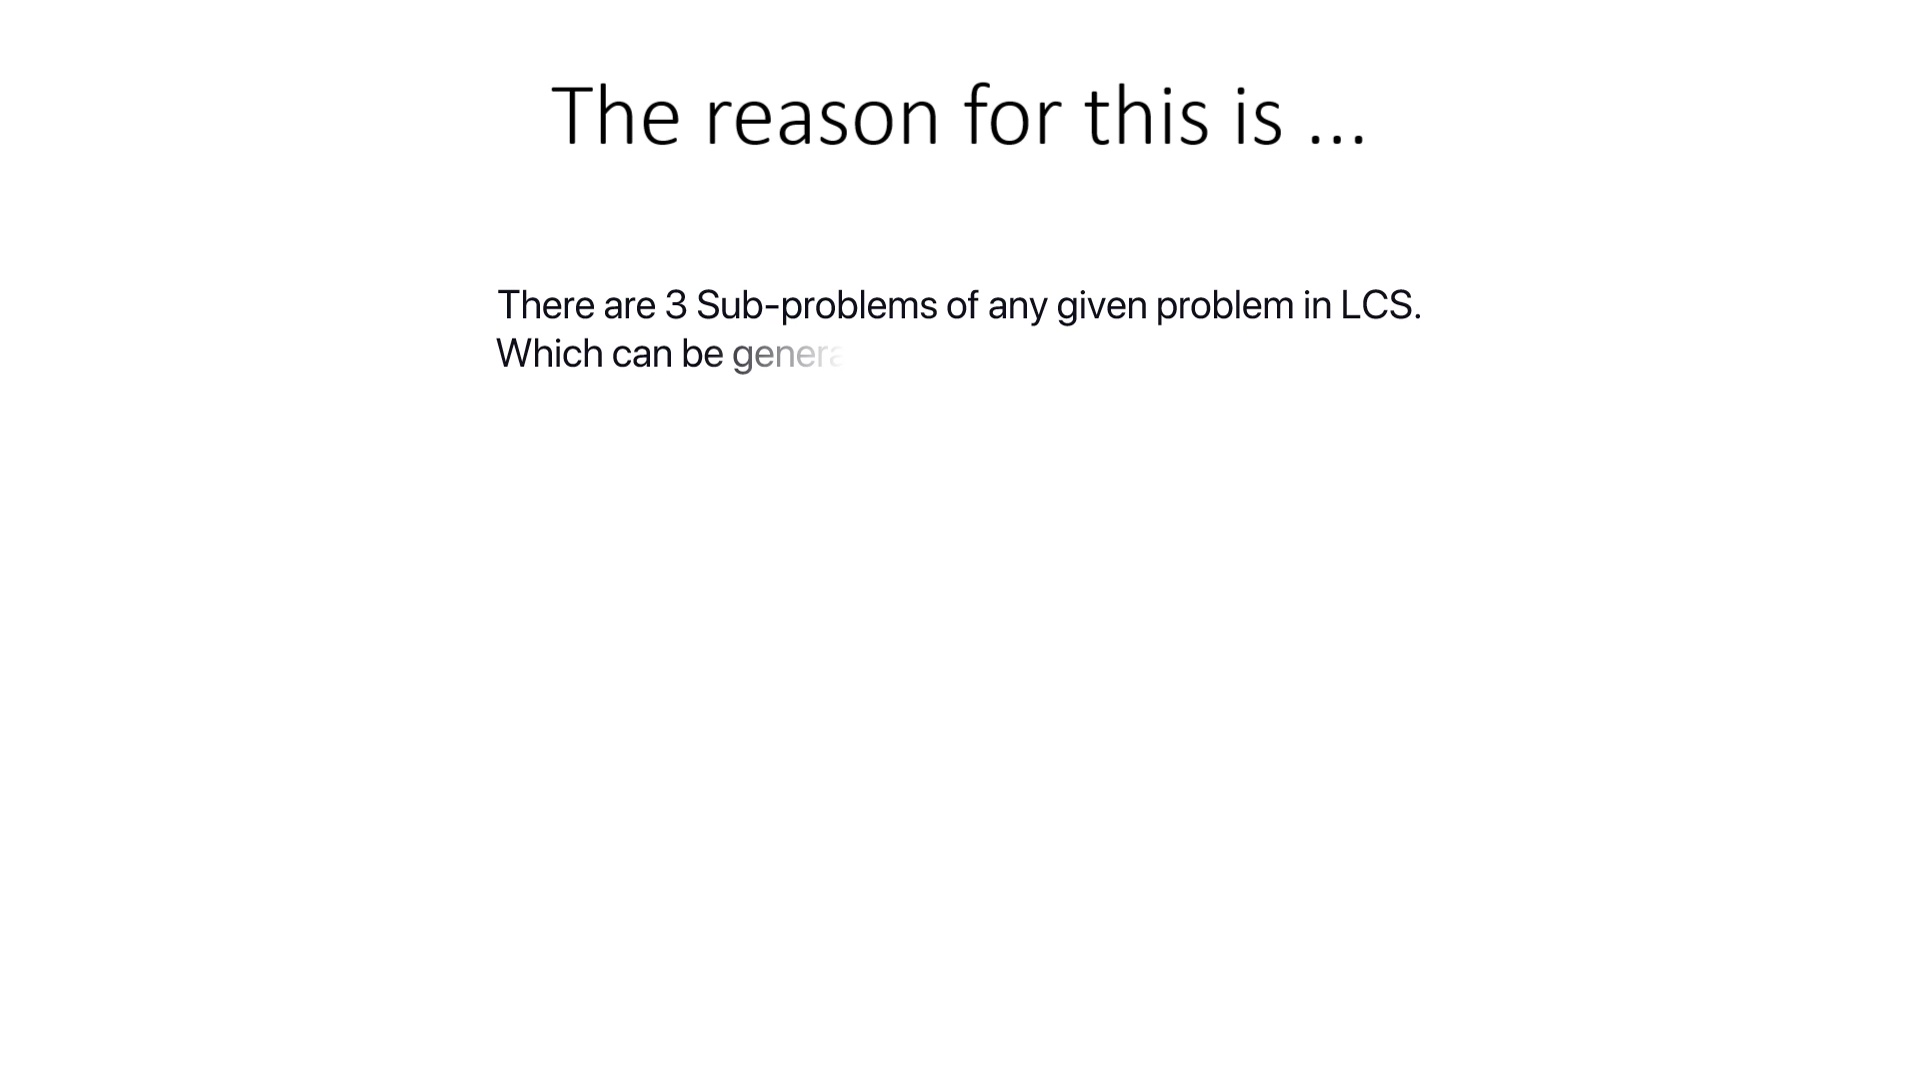 The reason for this is ...
There are 3 Sub-problems of any given problem in LCS.
Which can be genera